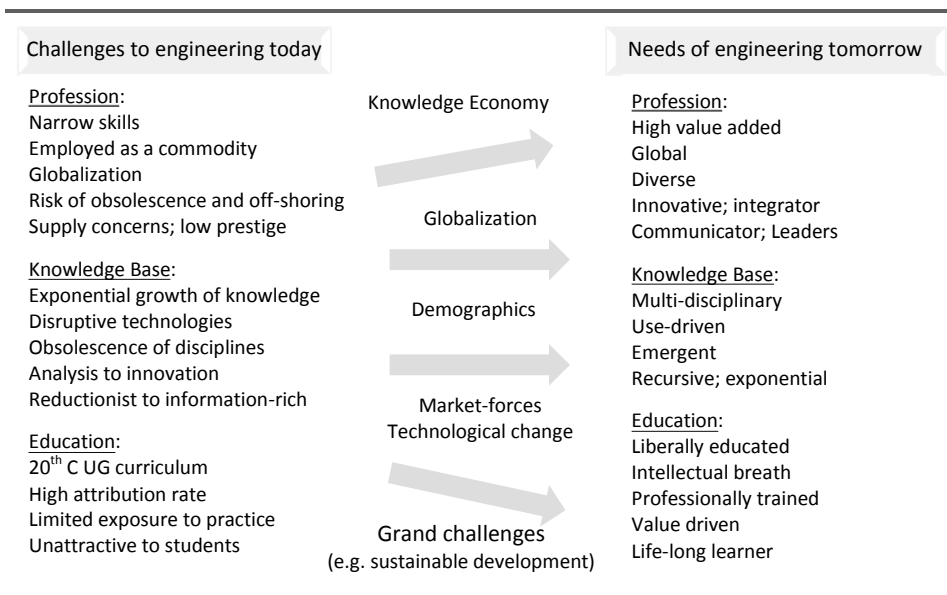 Challenges to engineering today
Profession:
Narrow skills
Employed as a commodity
Globalization
Risk of obsolescence and off-shoring
Supply concerns; low prestige
Knowledge Base:
Exponential growth of knowledge
Disruptive technologies
Obsolescence of disciplines
Analysis to innovation
Reductionist to information-rich
Education:
20th C UG curriculum
High attribution rate
Limited exposure to practice
Unattractive to students
Knowledge Economy
Globalization
Demographics
Market-forces
Technological change
Grand challenges
(e.g. sustainable development)
Needs of engineering tomorrow
Profession:
High value added
Global
Diverse
Innovative; integrator
Communicator; Leaders
Knowledge Base:
Multi-disciplinary
Use-driven
Emergent
Recursive; exponential
Education:
Liberally educated
Intellectual breath
Professionally trained
Value driven
Life-long learner